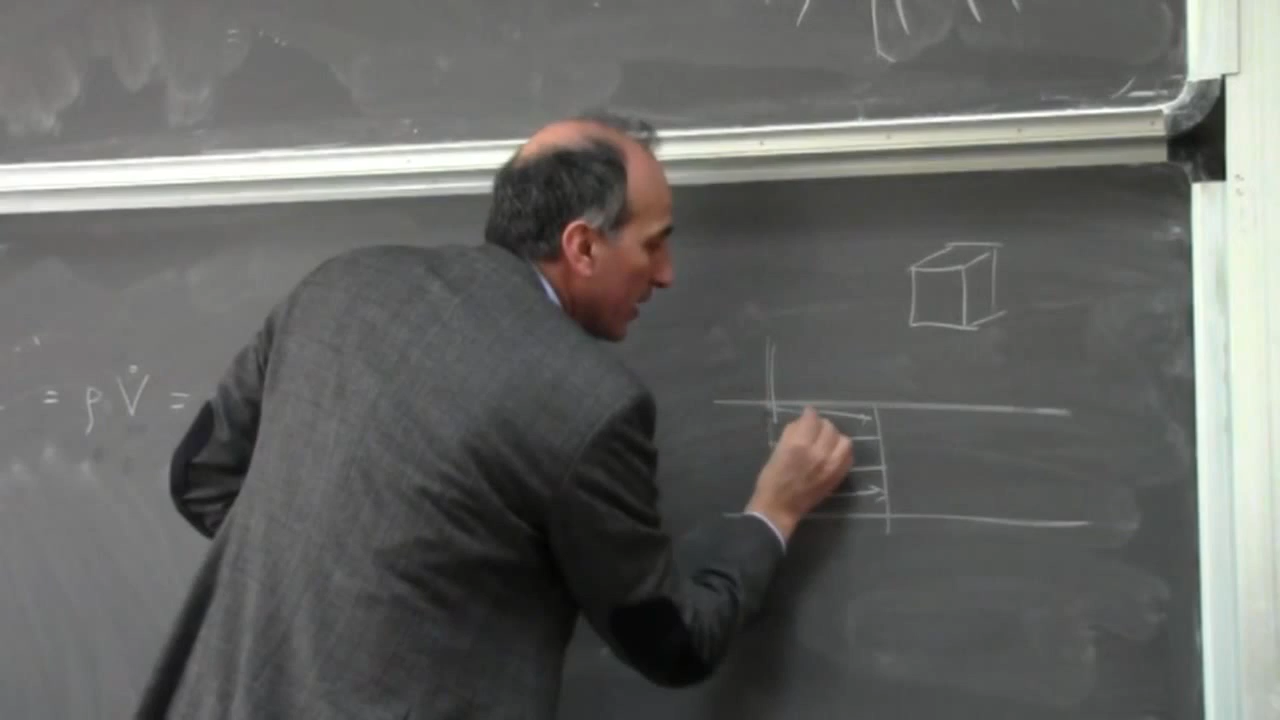 = ρ V̇ =